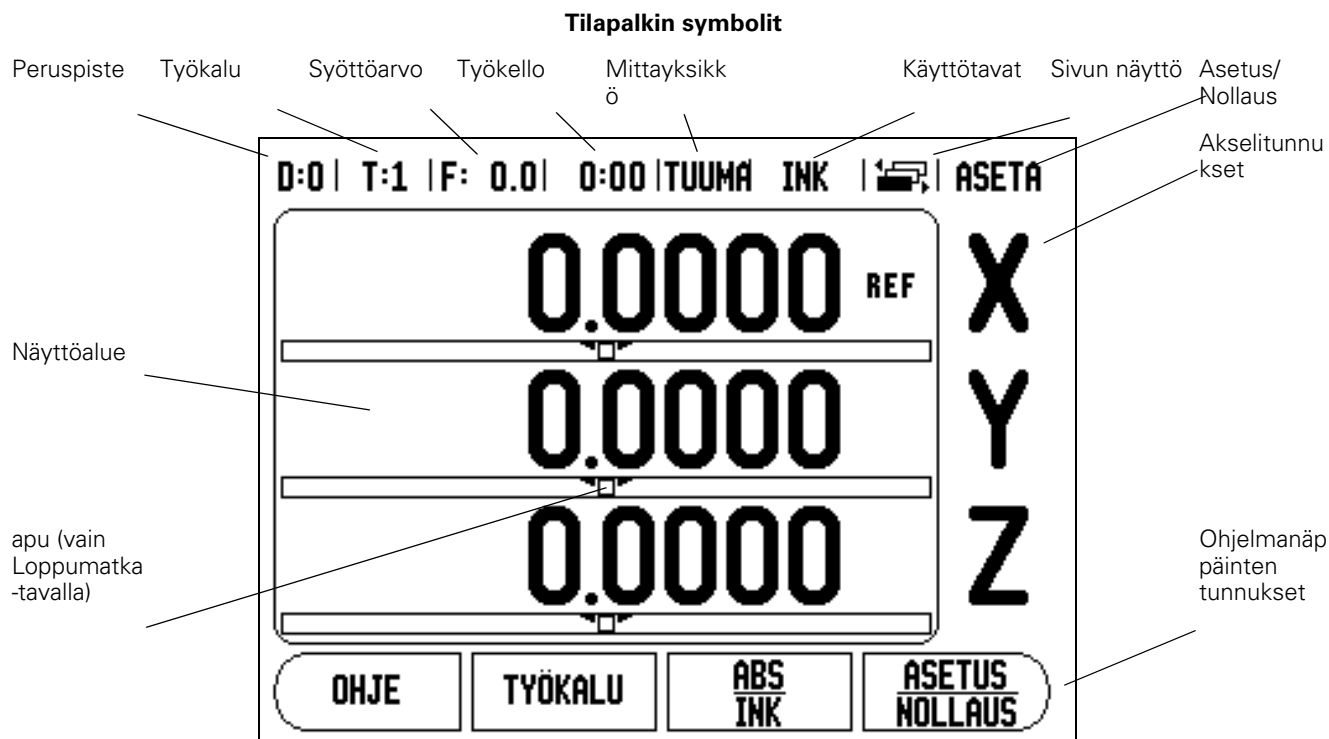 Tilapalkin symbolit
Peruspiste Työkalu Syöttöarvo Työkello Mittayksikk
ö
Käyttötavat Sivun näyttö Asetus/
Nollaus
Akselitunnu
kset
D:0 | T:1 | F: 0.0 | 0:00 | TUUMA INK | | ASETA
0.0000 REF X
Näyttöalue
0.0000 Y
apu (vain
Loppumatka
-tavalla)
0.0000 Z
Ohjelmanäp
päinten
tunnukset
OHJE TYÖKALU ABS
INK
ASETUS
NOLLAUS